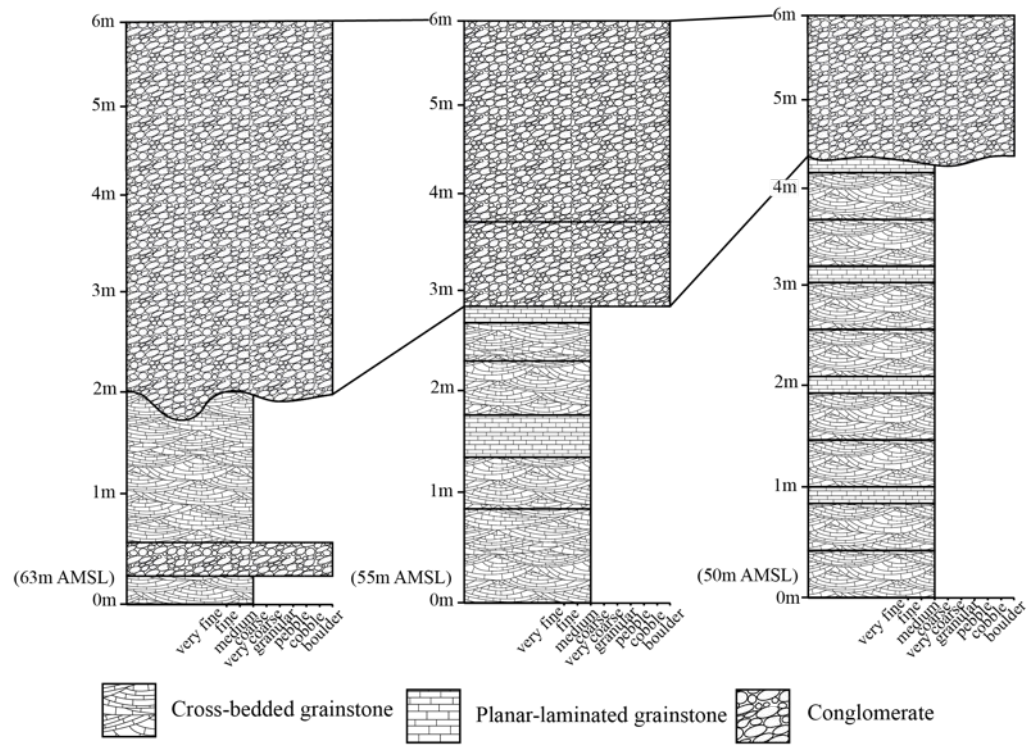 6m
5m
4m
3m
2m
1m
(63m AMSL)
0m
very fine
fine
medium
coarse
very coarse
granular
pebble
cobble
boulder
6m
5m
4m
3m
2m
1m
(55m AMSL)
0m
very fine
fine
medium
coarse
very coarse
granular
pebble
cobble
boulder
6m
5m
4m
3m
2m
1m
(50m AMSL)
0m
very fine
fine
medium
coarse
very coarse
granular
pebble
cobble
boulder
Cross-bedded grainstone
Planar-laminated grainstone
Conglomerate